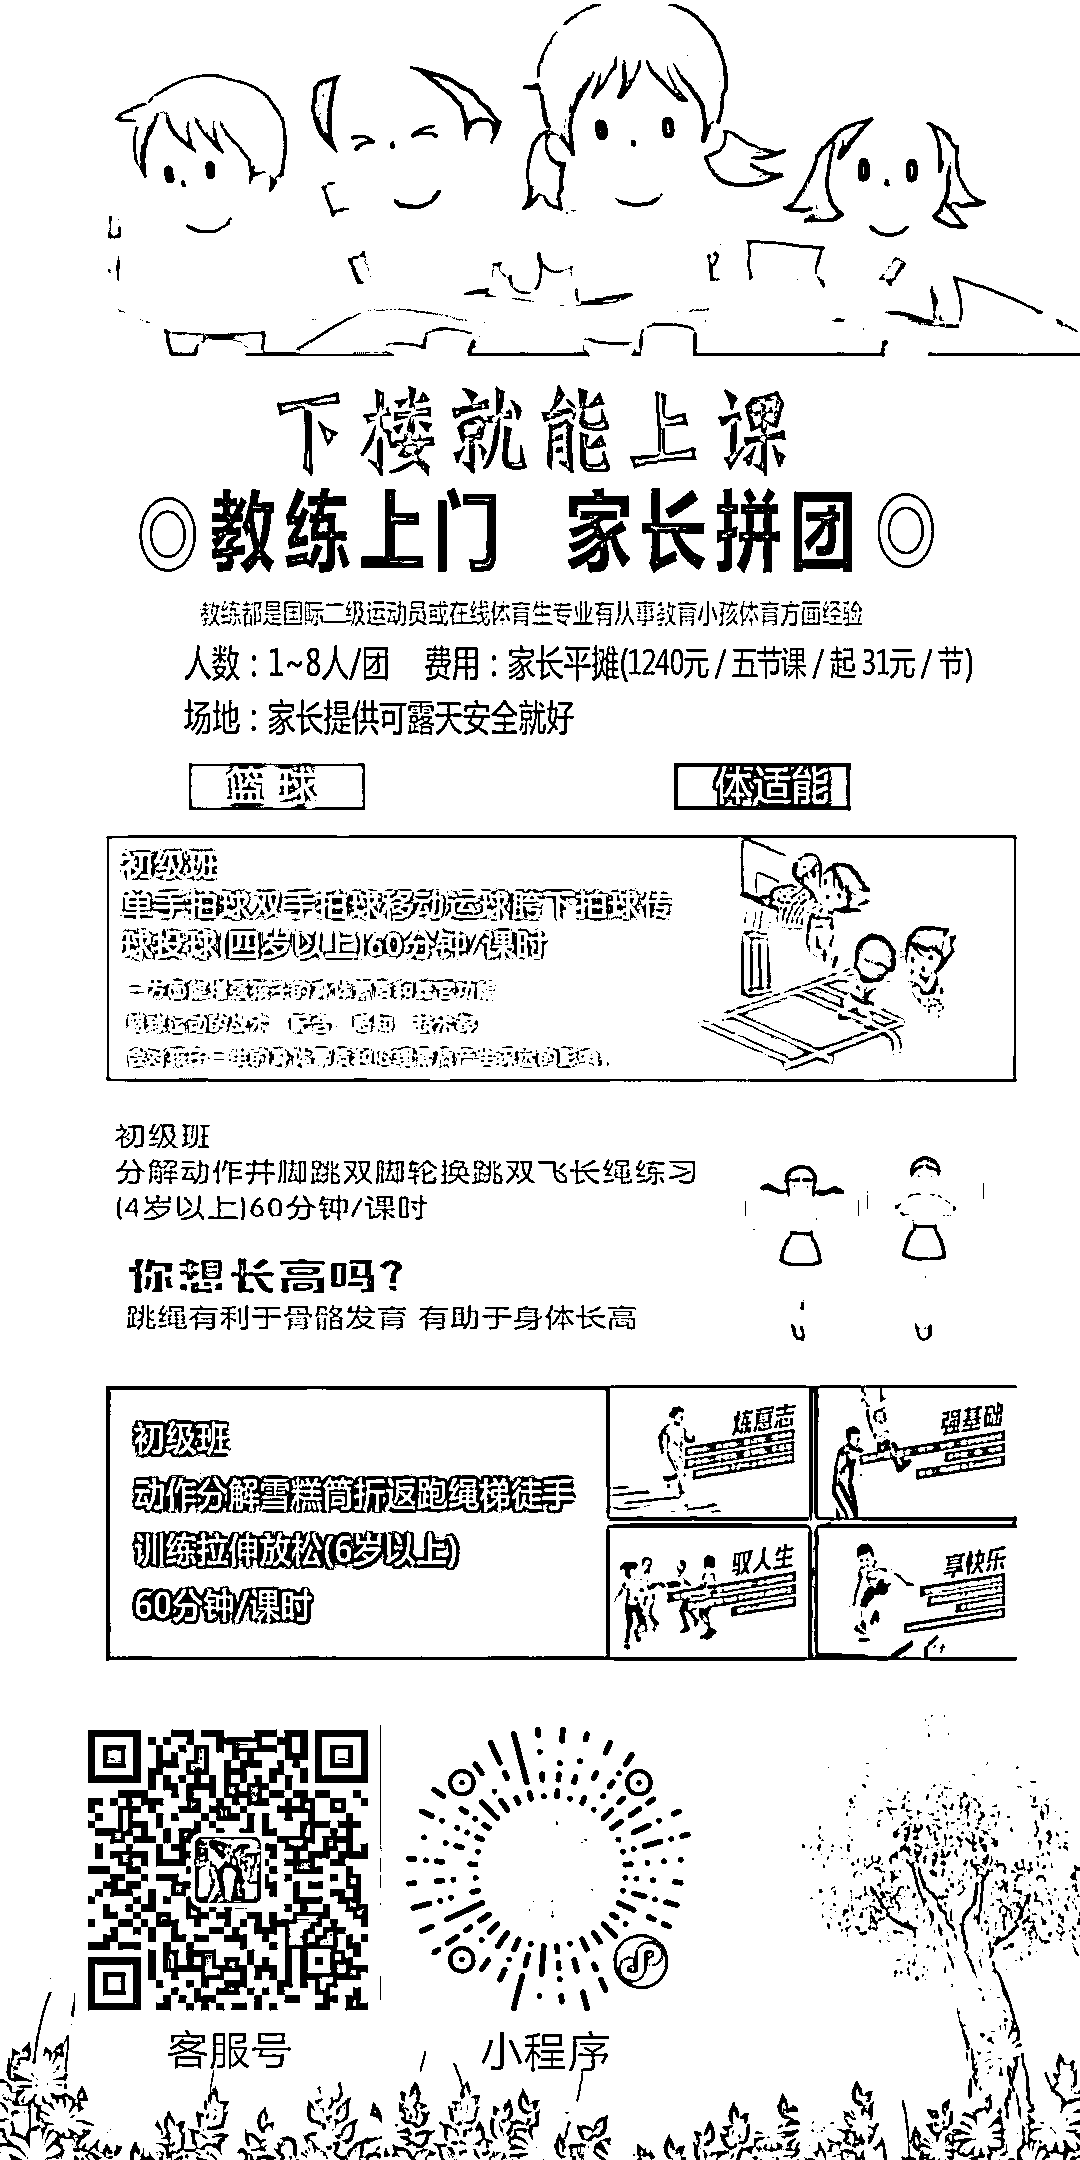 下楼就能上课
教练上门 家长拼团
教练都是国际二级运动员或在线体育生专业有从事教育小孩体育方面经验
人数：1~8人/团 费用：家长平摊(1240元 / 五节课 / 起 31元 / 节)
场地：家长提供可露天安全就好
篮 球 体适能
初级班
单手拍球双手拍球移动运球胯下拍球传
球投球(四岁以上)60分钟/课时
初级班
分解动作并脚跳双脚轮换跳双飞长绳练习
(4岁以上)60分钟/课时
你想长高吗？
跳绳有利于骨骼发育 有助于身体长高
初级班
动作分解雪糕筒折返跑绳梯徒手
训练拉伸放松(6岁以上)
60分钟/课时
炼意志 强基础
驭人生 享快乐
客服号 小程序